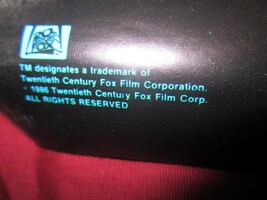 TM designates a trademark of
Twentieth Century Fox Film Corporation.
© 1986 Twentieth Century Fox Film Corp.
ALL RIGHTS RESERVED